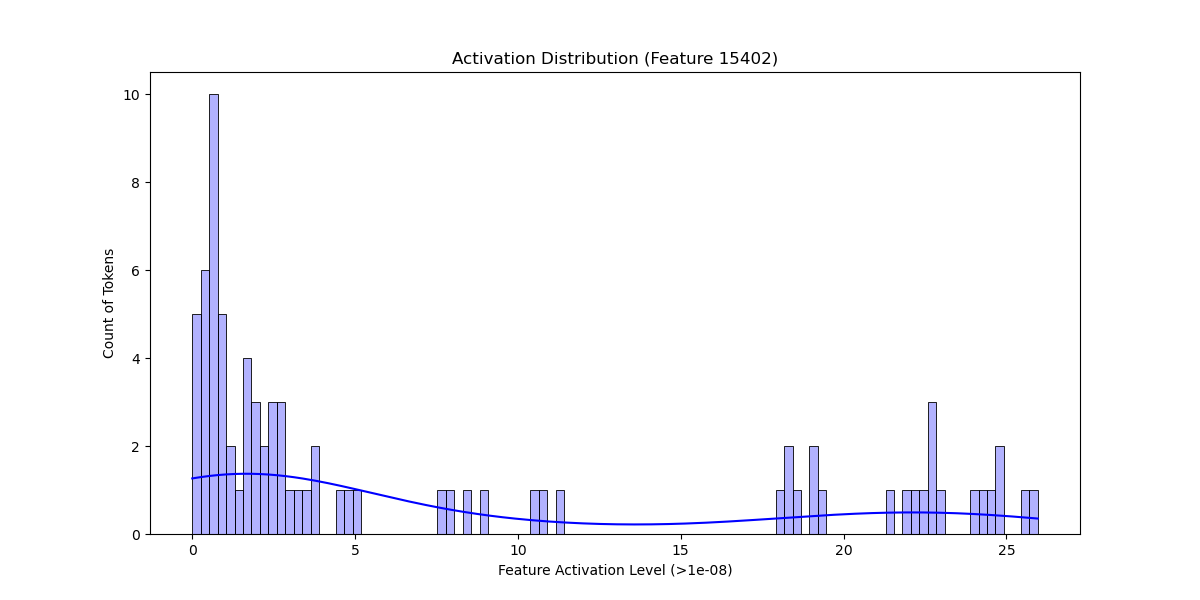 Activation Distribution (Feature 15402)
10
8
6
4
2
0
Count of Tokens
0 5 10 15 20 25
Feature Activation Level (>1e-08)